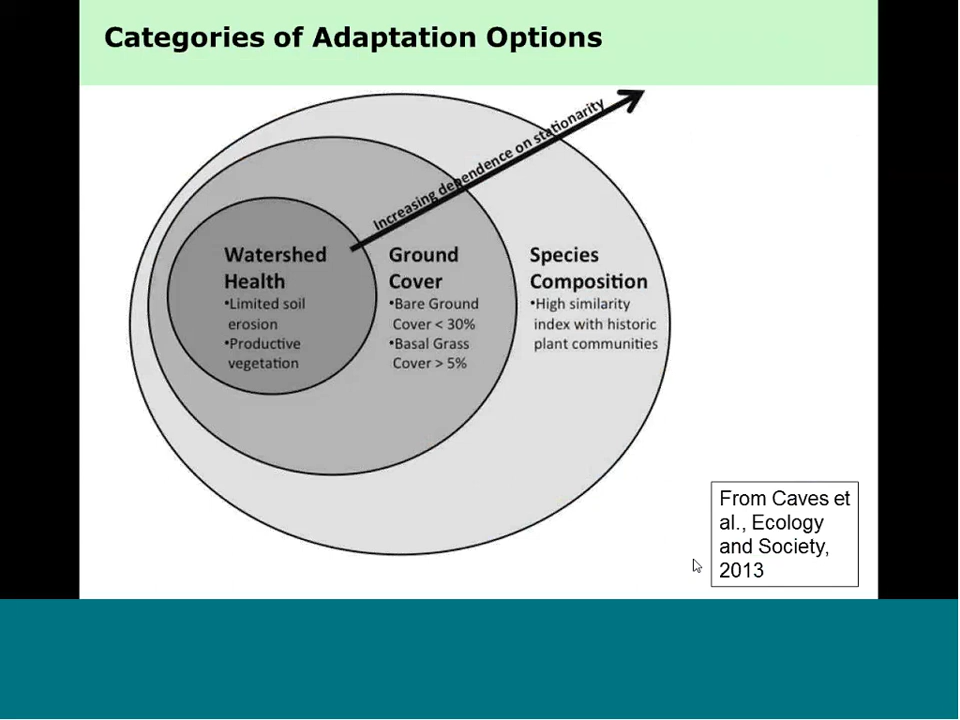 Categories of Adaptation Options
Increasing dependence on stationarity
Watershed
Health
•Limited soil
erosion
•Productive
vegetation
Ground
Cover
•Bare Ground
Cover < 30%
•Basal Grass
Cover > 5%
Species
Composition
•High similarity
index with historic
plant communities
From Caves et
al., Ecology
and Society,
2013